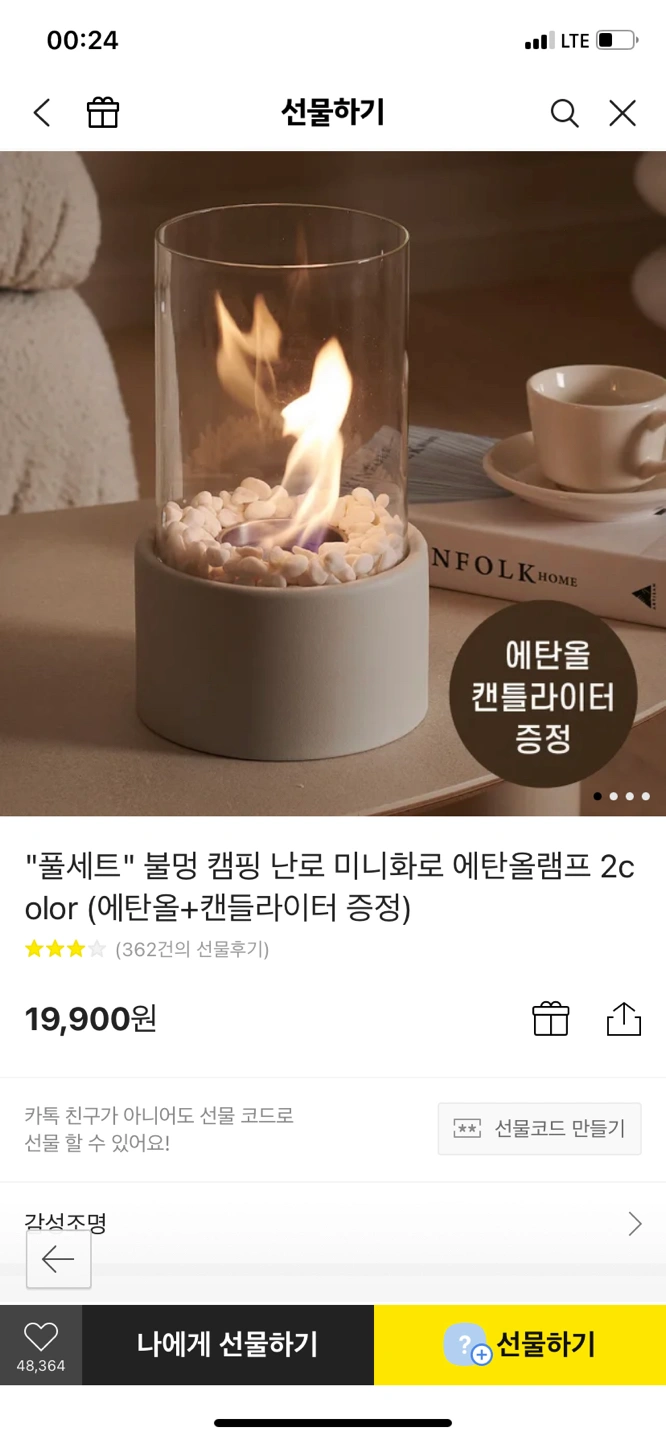 00:24
LTE
선물하기
NFOLK HOME
에탄올
캔틀라이터
증정
"풀세트" 불멍 캠핑 난로 미니화로 에탄올램프 2c
olor (에탄올+캔들라이터 증정)
(362건의 선물후기)
19,900원
카톡 친구가 아니어도 선물 코드로
선물 할 수 있어요!
선물코드 만들기
감성조명
48,364
나에게 선물하기
선물하기